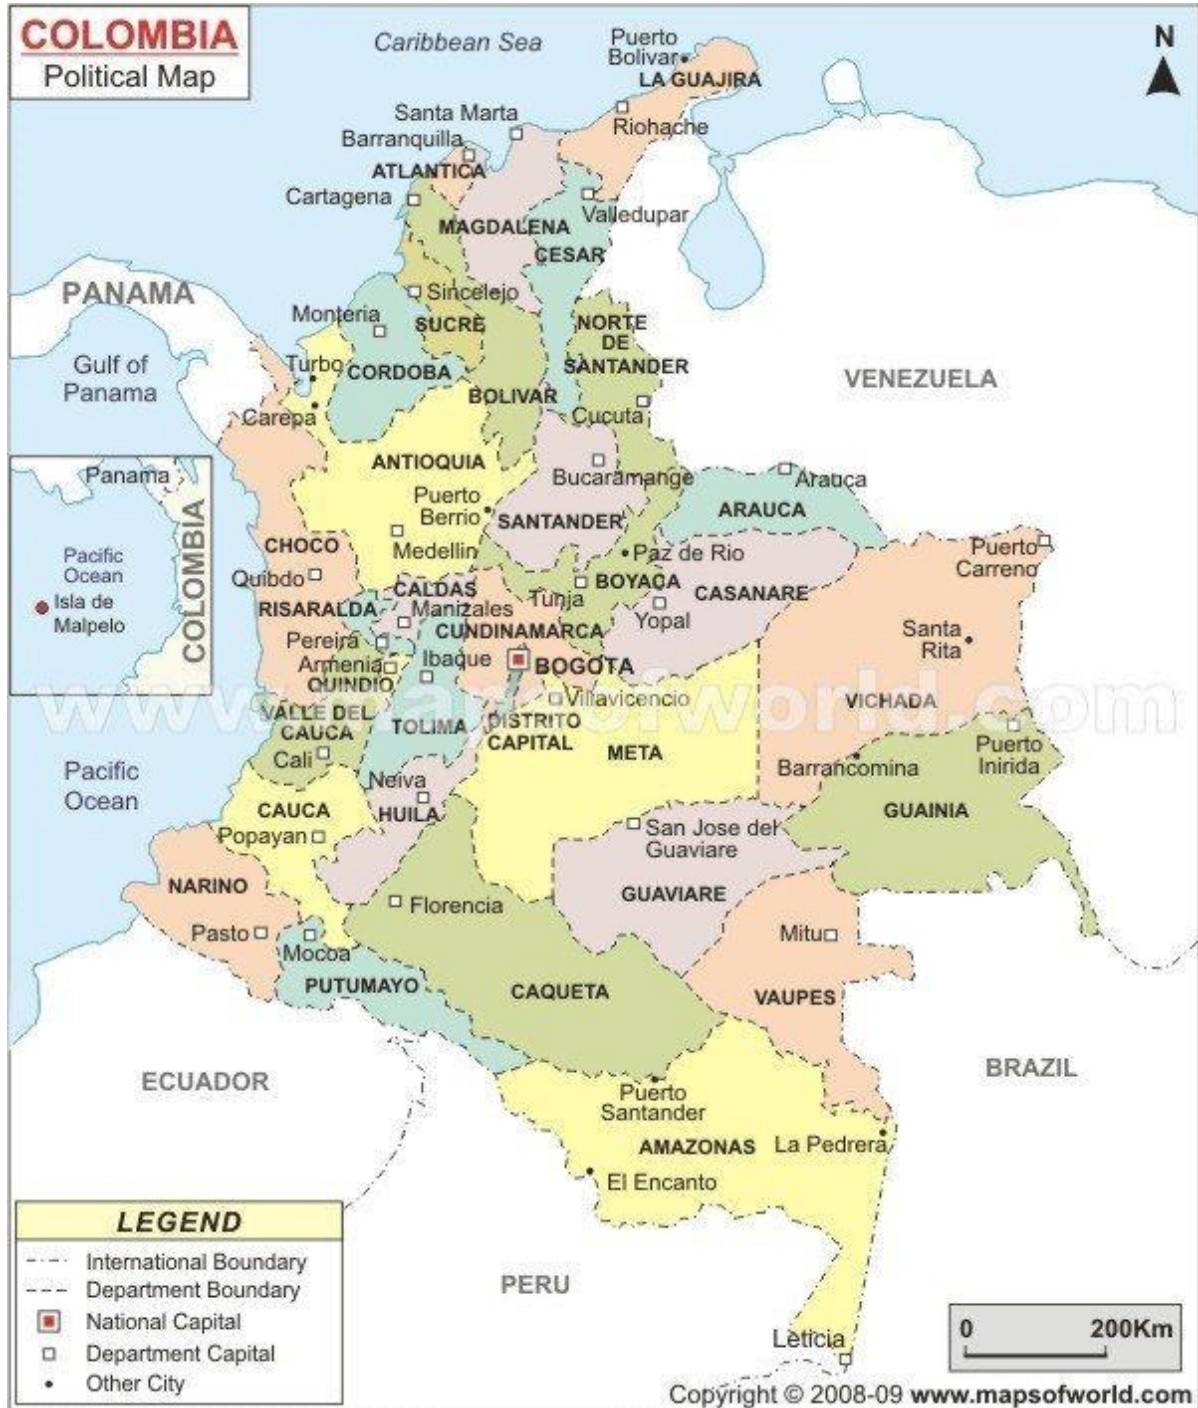 COLOMBIA
Political Map
Caribbean Sea
N
Puerto
Bolivar
LA GUAJIRA
Riohache
Santa Marta
Barranquilla
ATLANTICA
Cartagena
MAGDALENA
Valledupar
CESAR
PANAMA
Sincelejo
Monteria
SUCRE
NORTE
DE
SANTANDER
Gulf of
Panama
Turbo
CORDOBA
VENEZUELA
BOLIVAR
Carepa
Cucuta
ANTIOQUIA
Bucaramange
Arauca
Panama
COLOMBIA
Pacific
Ocean
Isla de
Malpelo
Puerto
Berrio
SANTANDER
ARAUCA
CHOCO
Medellin
Paz de Rio
Puerto
Carreno
Quibdo
CALDAS
Tunja
BOYACA
CASANARE
RISARALDA
Manizales
CUNDINAMARCA
Yopal
Santa
Rita
Pereira
Armenia
Ibaque
BOGOTA
QUINDIO
Villavicencio
VICHADA
www.mapsofworld.com
VALLE DEL
CAUCA
TOLIMA
DISTRITO
CAPITAL
META
Cali
Puerto
Inirida
Pacific
Ocean
Neiva
Barrancomina
CAUCA
HUILA
GUAINIA
Popayan
San Jose del
Guaviare
NARINO
GUAVIARE
Florencia
Pasto
Mocoa
Mitu
PUTUMAYO
CAQUETA
VAUPES
ECUADOR
BRAZIL
Puerto
Santander
AMAZONAS
La Pedrera
El Encanto
LEGEND
International Boundary
Department Boundary
National Capital
Department Capital
Other City
PERU
Leticia
0 200Km
Copyright © 2008-09 www.mapsofworld.com